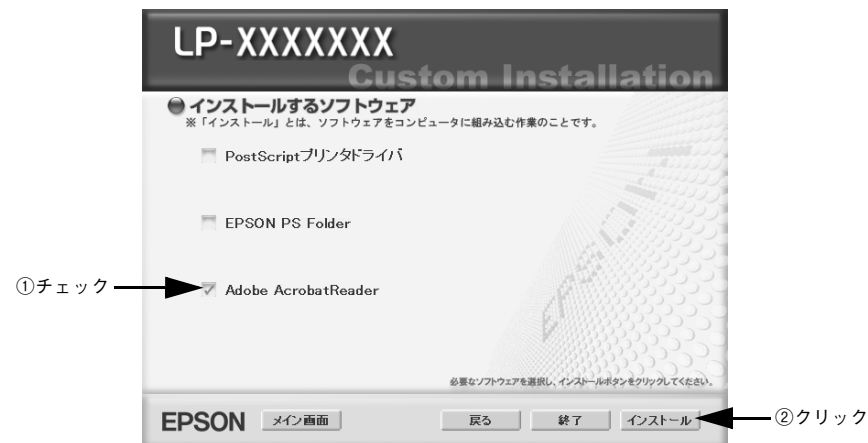 LP-XXXXXXX
Custom Installation
インストールするソフトウェア
※「インストール」とは、ソフトウェアをコンピュータに組み込む作業のことです。
PostScriptプリンタドライバ
EPSON PS Folder
①チェック
Adobe AcrobatReader
EPSON
必要なソフトウェアを選択し、インストールボタンをクリックしてください。
EPSON メイン画面 戻る 終了 インストール
②クリック